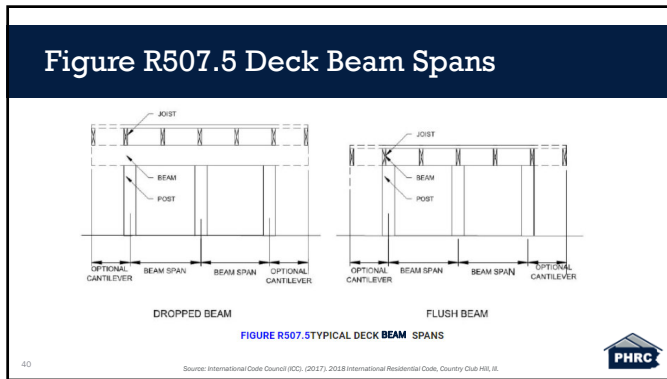 Figure R507.5 Deck Beam Spans
JOIST
BEAM
POST
OPTIONAL
CANTILEVER
BEAM SPAN
BEAM SPAN
OPTIONAL
CANTILEVER
DROPPED BEAM
JOIST
BEAM
POST
OPTIONAL
CANTILEVER
BEAM SPAN
BEAM SPAN
OPTIONAL
CANTILEVER
FLUSH BEAM
FIGURE R507.5TYPICAL DECK BEAM SPANS
40
Source: International Code Council (ICC). (2017). 2018 International Residential Code, Country Club Hill, Ill.
PHRC